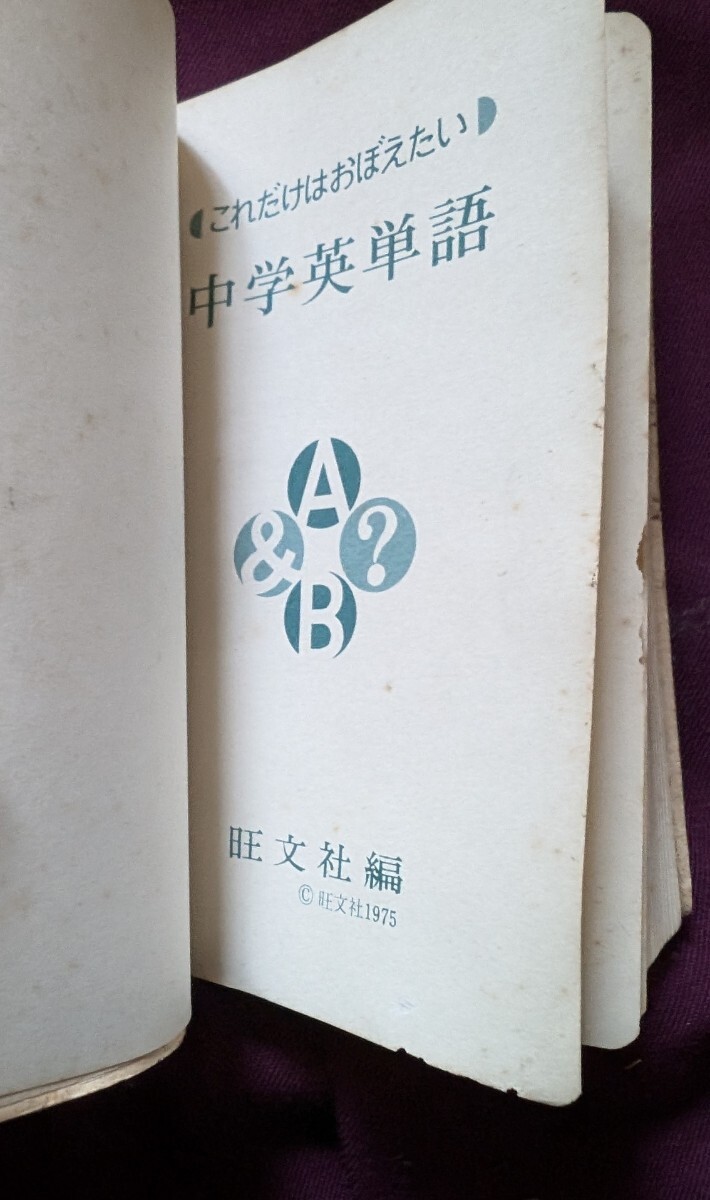 これだけはおぼえたい
中学英単語
A
& ?
B
旺文社編
© 旺文社1975